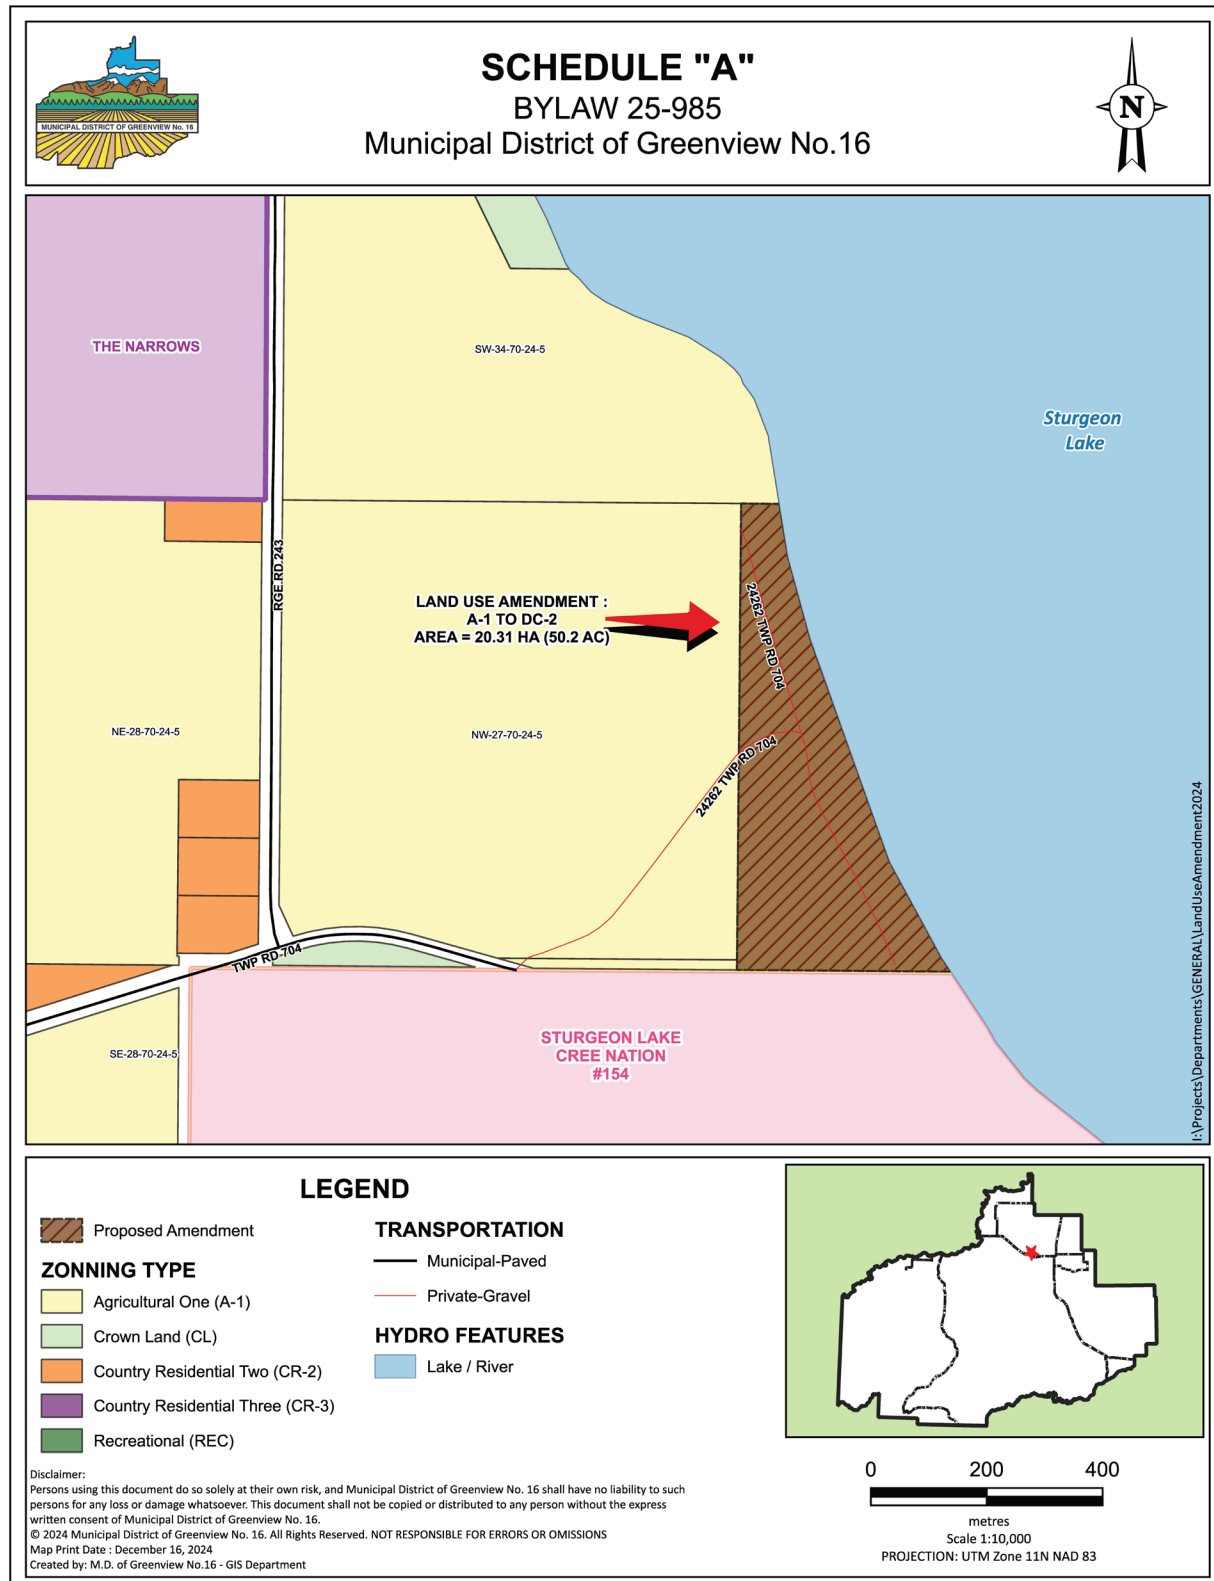 SCHEDULE "A"
BYLAW 25-985
Municipal District of Greenview No.16
MUNICIPAL DISTRICT OF GREENVIEW No. 16
N
THE NARROWS
SW-34-70-24-5
Sturgeon
Lake
RGE.RD.243
LAND USE AMENDMENT :
A-1 TO DC-2
AREA = 20.31 HA (50.2 AC)
24262 TWP RD 704
NE-28-70-24-5
NW-27-70-24-5
24262 TWP RD 704
TWP RD 704
SE-28-70-24-5
STURGEON LAKE
CREE NATION
#154
I:\Projects\Departments\GENERAL\LandUseAmendment2024
LEGEND
Proposed Amendment
ZONNING TYPE
Agricultural One (A-1)
Crown Land (CL)
Country Residential Two (CR-2)
Country Residential Three (CR-3)
Recreational (REC)
TRANSPORTATION
Municipal-Paved
Private-Gravel
HYDRO FEATURES
Lake / River
Disclaimer:
Persons using this document do so solely at their own risk, and Municipal District of Greenview No. 16 shall have no liability to such
persons for any loss or damage whatsoever. This document shall not be copied or distributed to any person without the express
written consent of Municipal District of Greenview No. 16.
© 2024 Municipal District of Greenview No. 16. All Rights Reserved. NOT RESPONSIBLE FOR ERRORS OR OMISSIONS
Map Print Date : December 16, 2024
Created by: M.D. of Greenview No.16 - GIS Department
0 200 400
metres
Scale 1:10,000
PROJECTION: UTM Zone 11N NAD 83